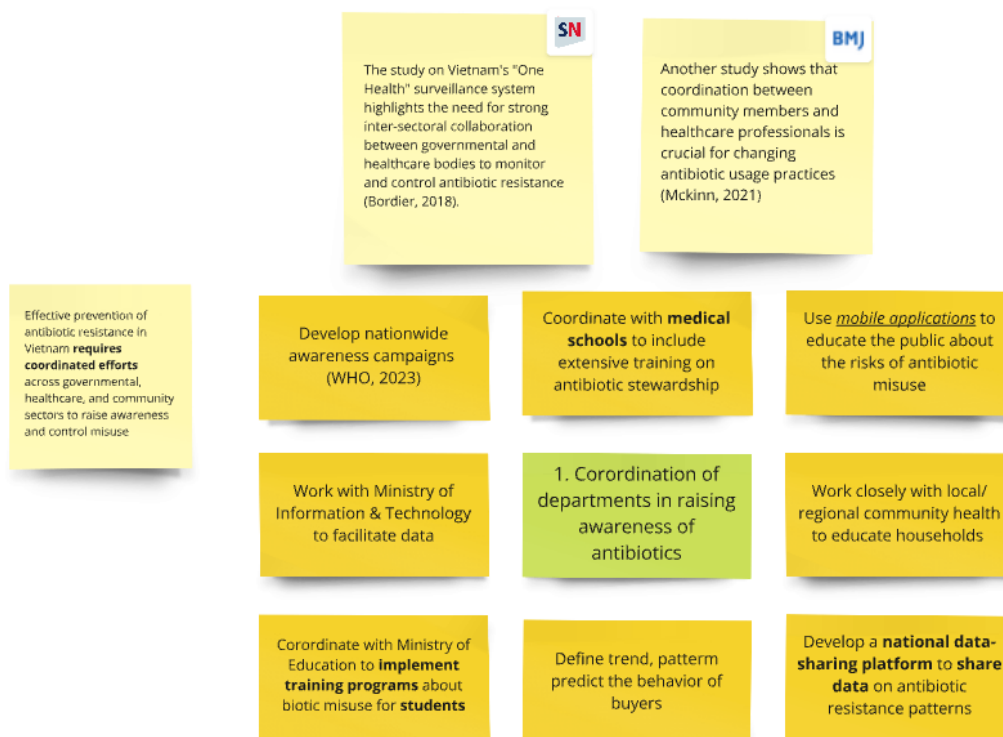 SN
The study on Vietnam's "One
Health" surveillance system
highlights the need for strong
inter-sectoral collaboration
between governmental and
healthcare bodies to monitor
and control antibiotic resistance
(Bordier, 2018).
BMJ
Another study shows that
coordination between
community members and
healthcare professionals is
crucial for changing
antibiotic usage practices
(Mckinn, 2021)
Effective prevention of
antibiotic resistance in
Vietnam requires
coordinated efforts
across governmental,
healthcare, and community
sectors to raise awareness
and control misuse
Develop nationwide
awareness campaigns
(WHO, 2023)
Coordinate with medical
schools to include
extensive training on
antibiotic stewardship
Use mobile applications to
educate the public about
the risks of antibiotic
misuse
Work with Ministry of
Information & Technology
to facilitate data
1. Corordination of
departments in raising
awareness of
antibiotics
Work closely with local/
regional community health
to educate households
Corordinate with Ministry of
Education to implement
training programs about
biotic misuse for students
Define trend, patterm
predict the behavior of
buyers
Develop a national data-
sharing platform to share
data on antibiotic
resistance patterns